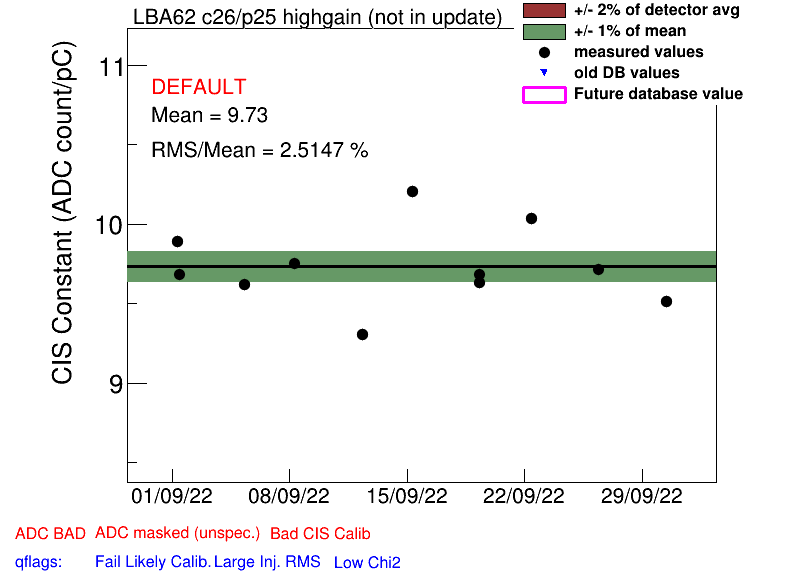 LBA62 c26/p25 highgain (not in update)
+/- 2% of detector avg
+/- 1% of mean
measured values
old DB values
Future database value
DEFAULT
Mean = 9.73
RMS/Mean = 2.5147 %
CIS Constant (ADC count/pC)
11
10
9
01/09/22 08/09/22 15/09/22 22/09/22 29/09/22
ADC BAD ADC masked (unspec.) Bad CIS Calib
qflags: Fail Likely Calib. Large Inj. RMS Low Chi2